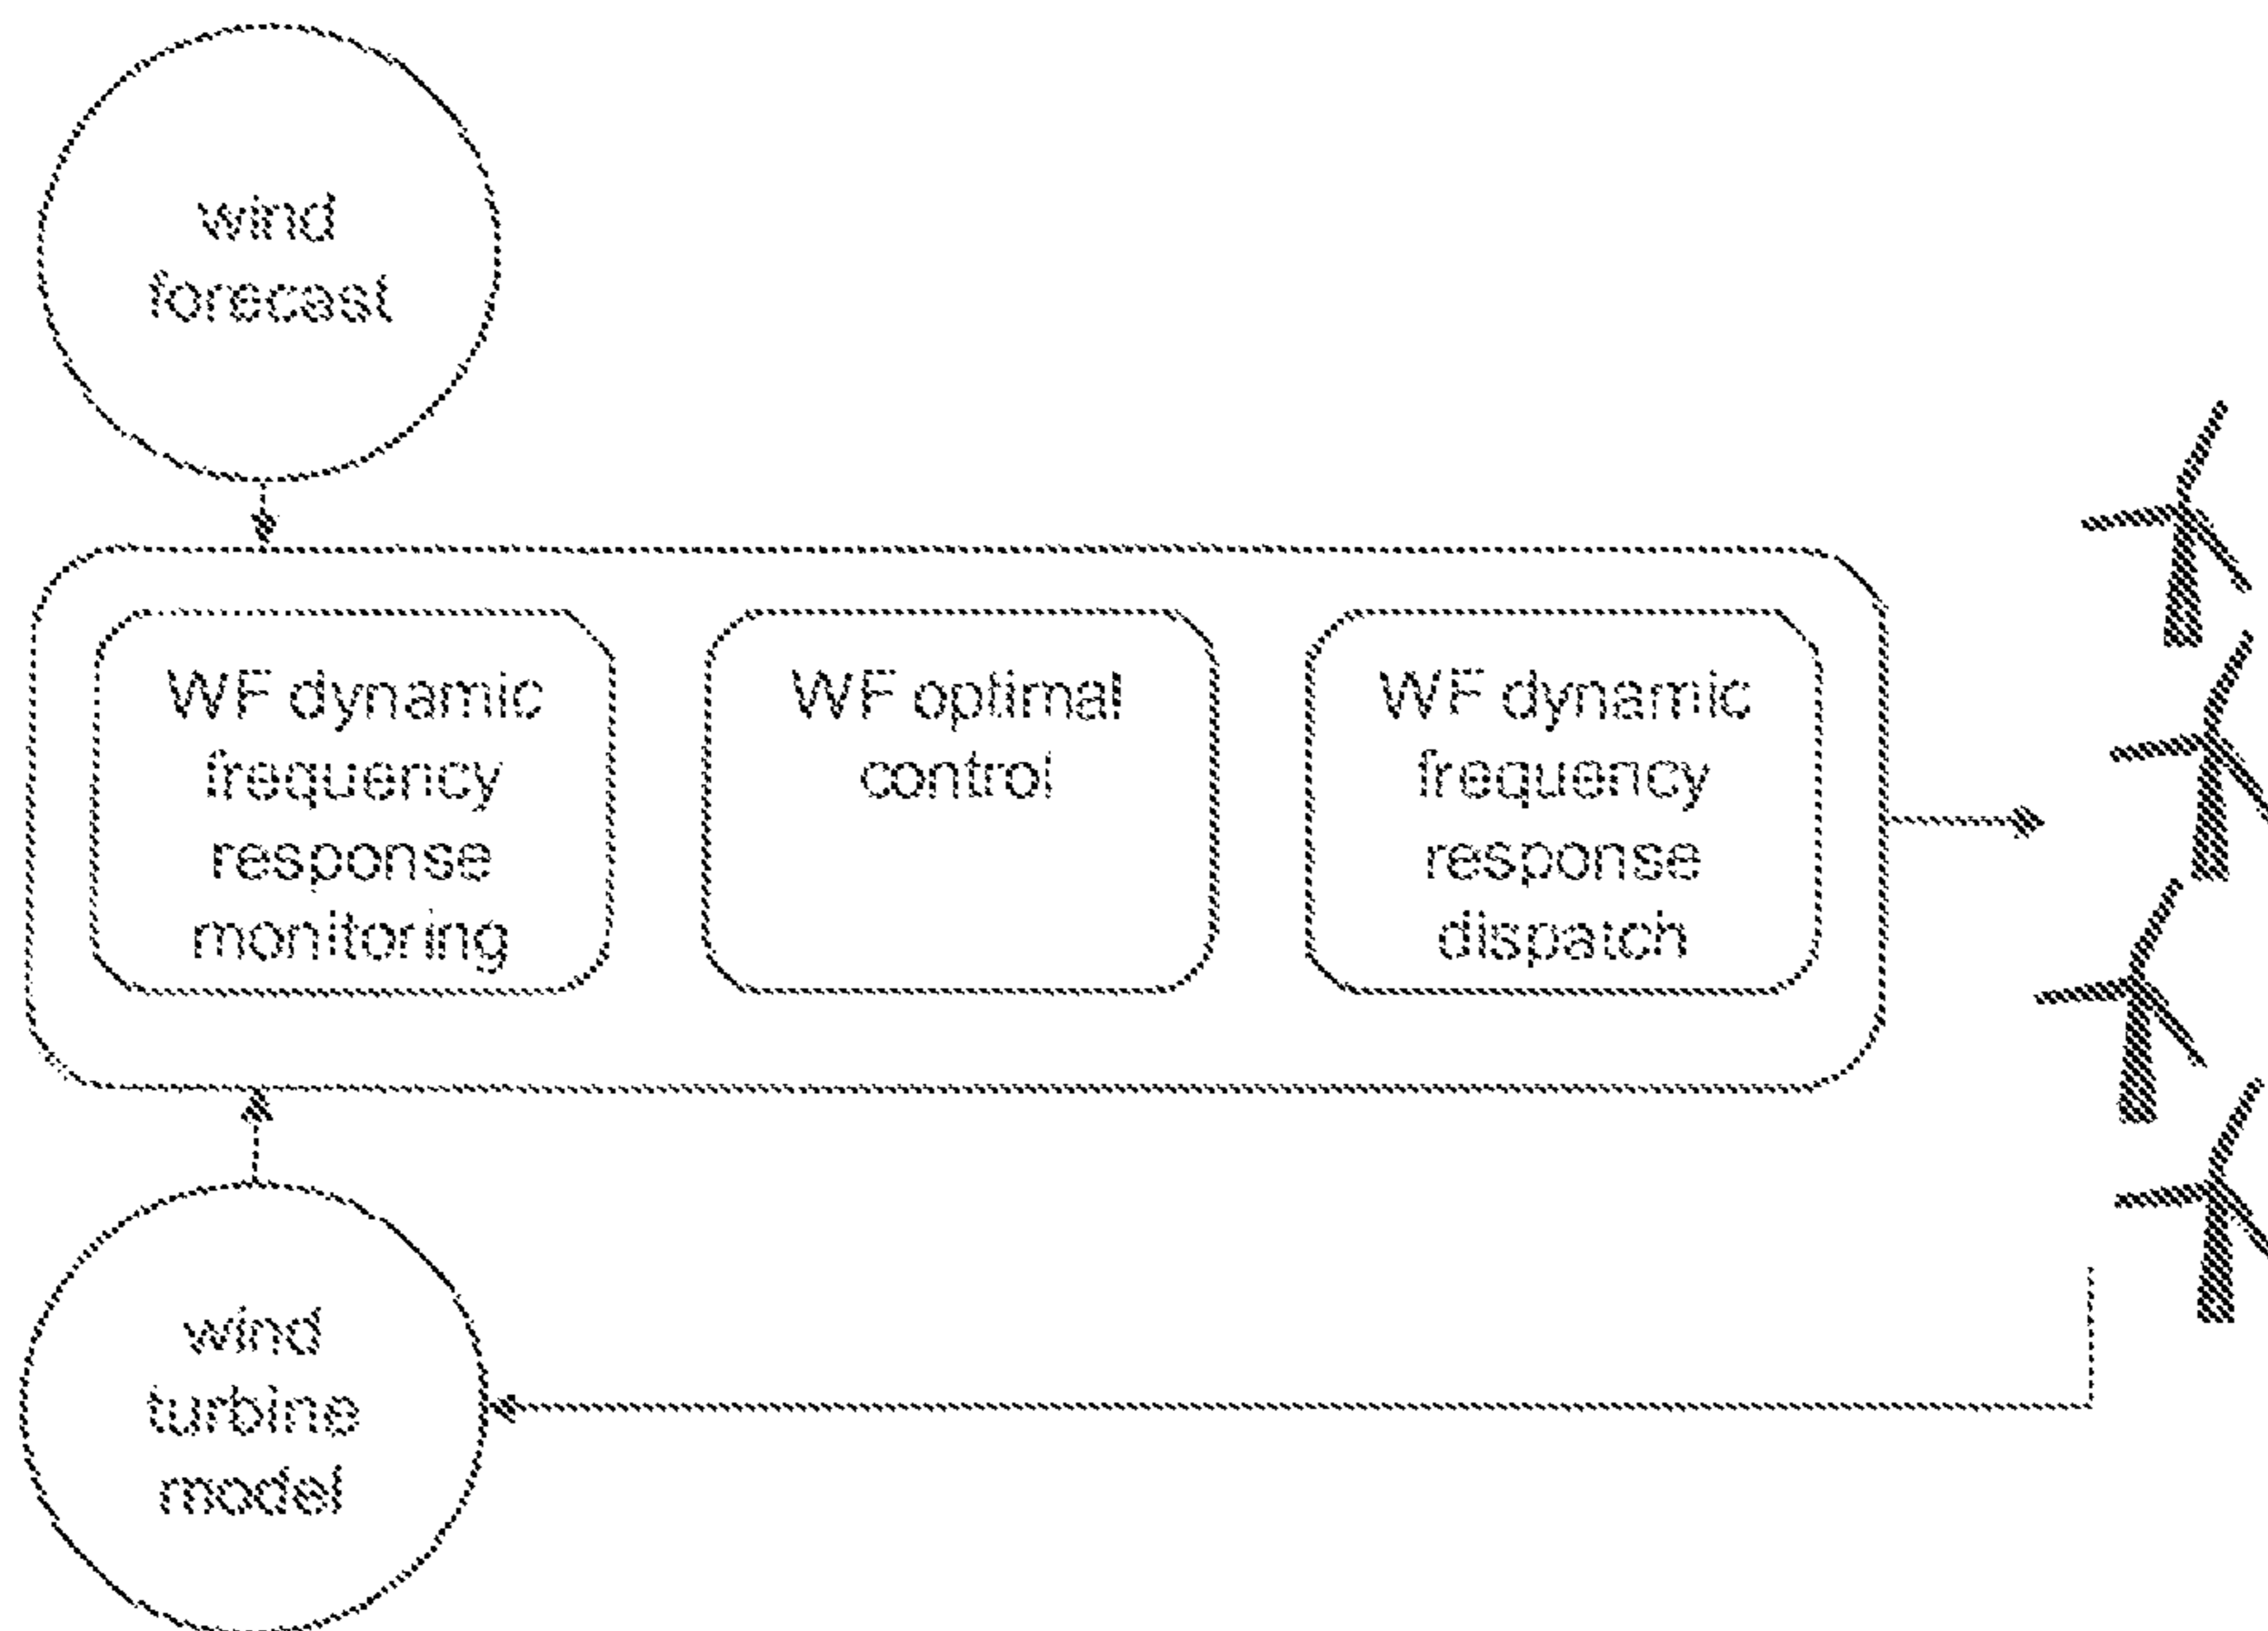 wind
forecast
WF dynamic
frequency
response
monitoring
WF optimal
control
WF dynamic
frequency
response
dispatch
wind
turbine
model